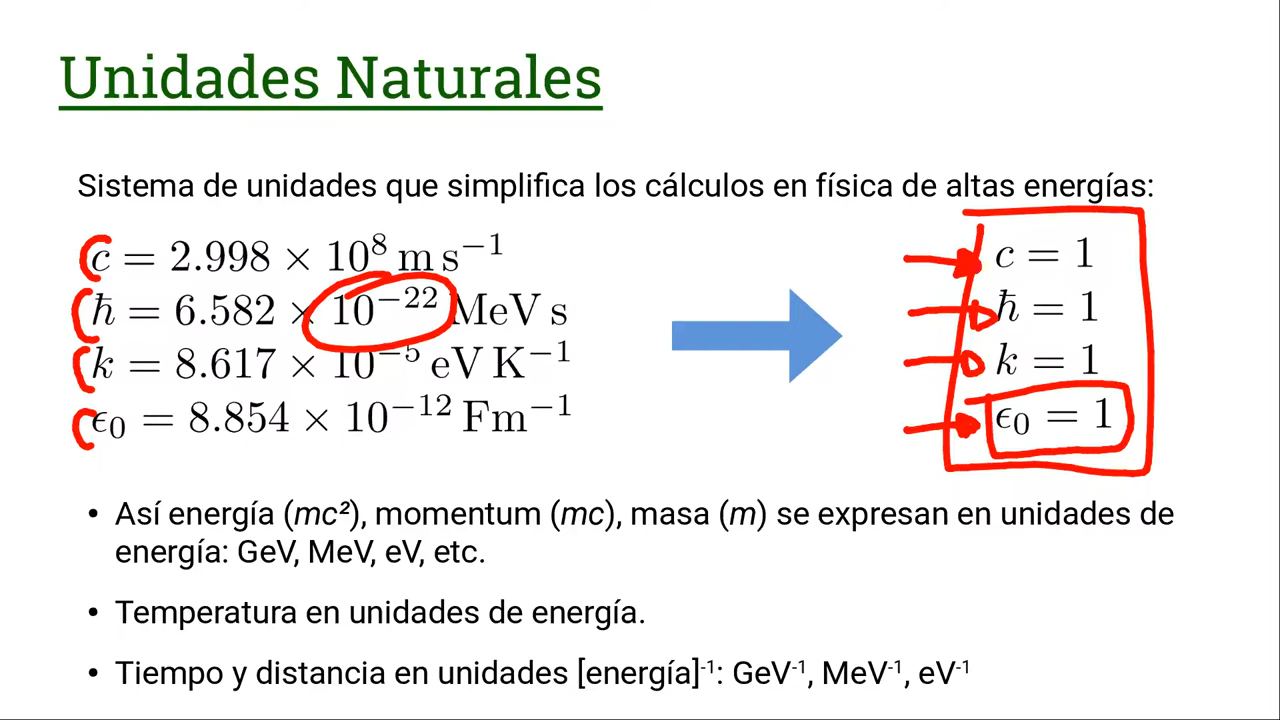 Unidades Naturales
Sistema de unidades que simplifica los cálculos en física de altas energías:
c = 2.998 × 10⁸ m s⁻¹
ħ = 6.582 × 10⁻²² MeV s
k = 8.617 × 10⁻⁵ eV K⁻¹
ϵ₀ = 8.854 × 10⁻¹² Fm⁻¹
c = 1
ħ = 1
k = 1
ϵ₀ = 1
• Así energía (mc²), momentum (mc), masa (m) se expresan en unidades de
energía: GeV, MeV, eV, etc.
• Temperatura en unidades de energía.
• Tiempo y distancia en unidades [energía]⁻¹: GeV⁻¹, MeV⁻¹, eV⁻¹